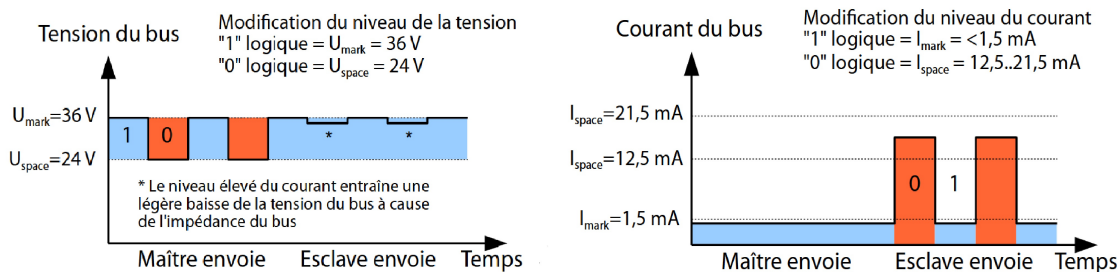 Tension du bus
Modification du niveau de la tension
"1" logique = Umark = 36 V
"0" logique = Uspace = 24 V
Umark=36 V
Uspace=24 V
1
0
*
*
* Le niveau élevé du courant entraîne une
légère baisse de la tension du bus à cause
de l'impédance du bus
Maître envoie
Esclave envoie
Temps
Courant du bus
Modification du niveau du courant
"1" logique = Imark = <1,5 mA
"0" logique = Ispace = 12,5..21,5 mA
Ispace=21,5 mA
Ispace=12,5 mA
Imark=1,5 mA
0
1
Maître envoie
Esclave envoie
Temps